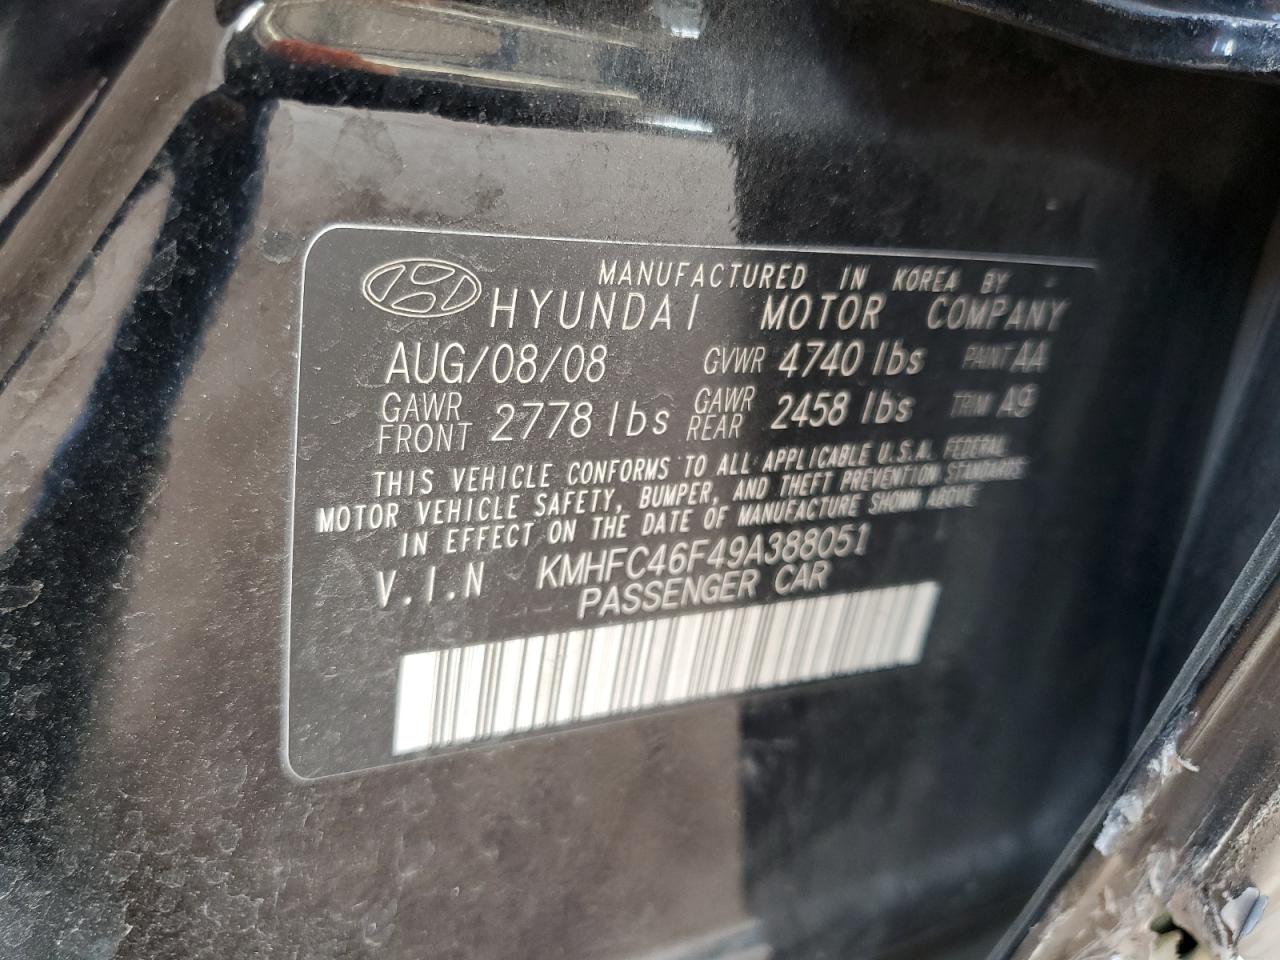 MANUFACTURED IN KOREA BY
HYUNDAI MOTOR COMPANY
AUG/08/08 GVWR 4740 lbs PAINT AA
GAWR FRONT 2778 lbs GAWR REAR 2458 lbs TRIM A9
THIS VEHICLE CONFORMS TO ALL APPLICABLE U.S.A. FEDERAL
MOTOR VEHICLE SAFETY, BUMPER, AND THEFT PREVENTION STANDARDS
IN EFFECT ON THE DATE OF MANUFACTURE SHOWN ABOVE
V.I.N KMHFC46F49A388051
PASSENGER CAR